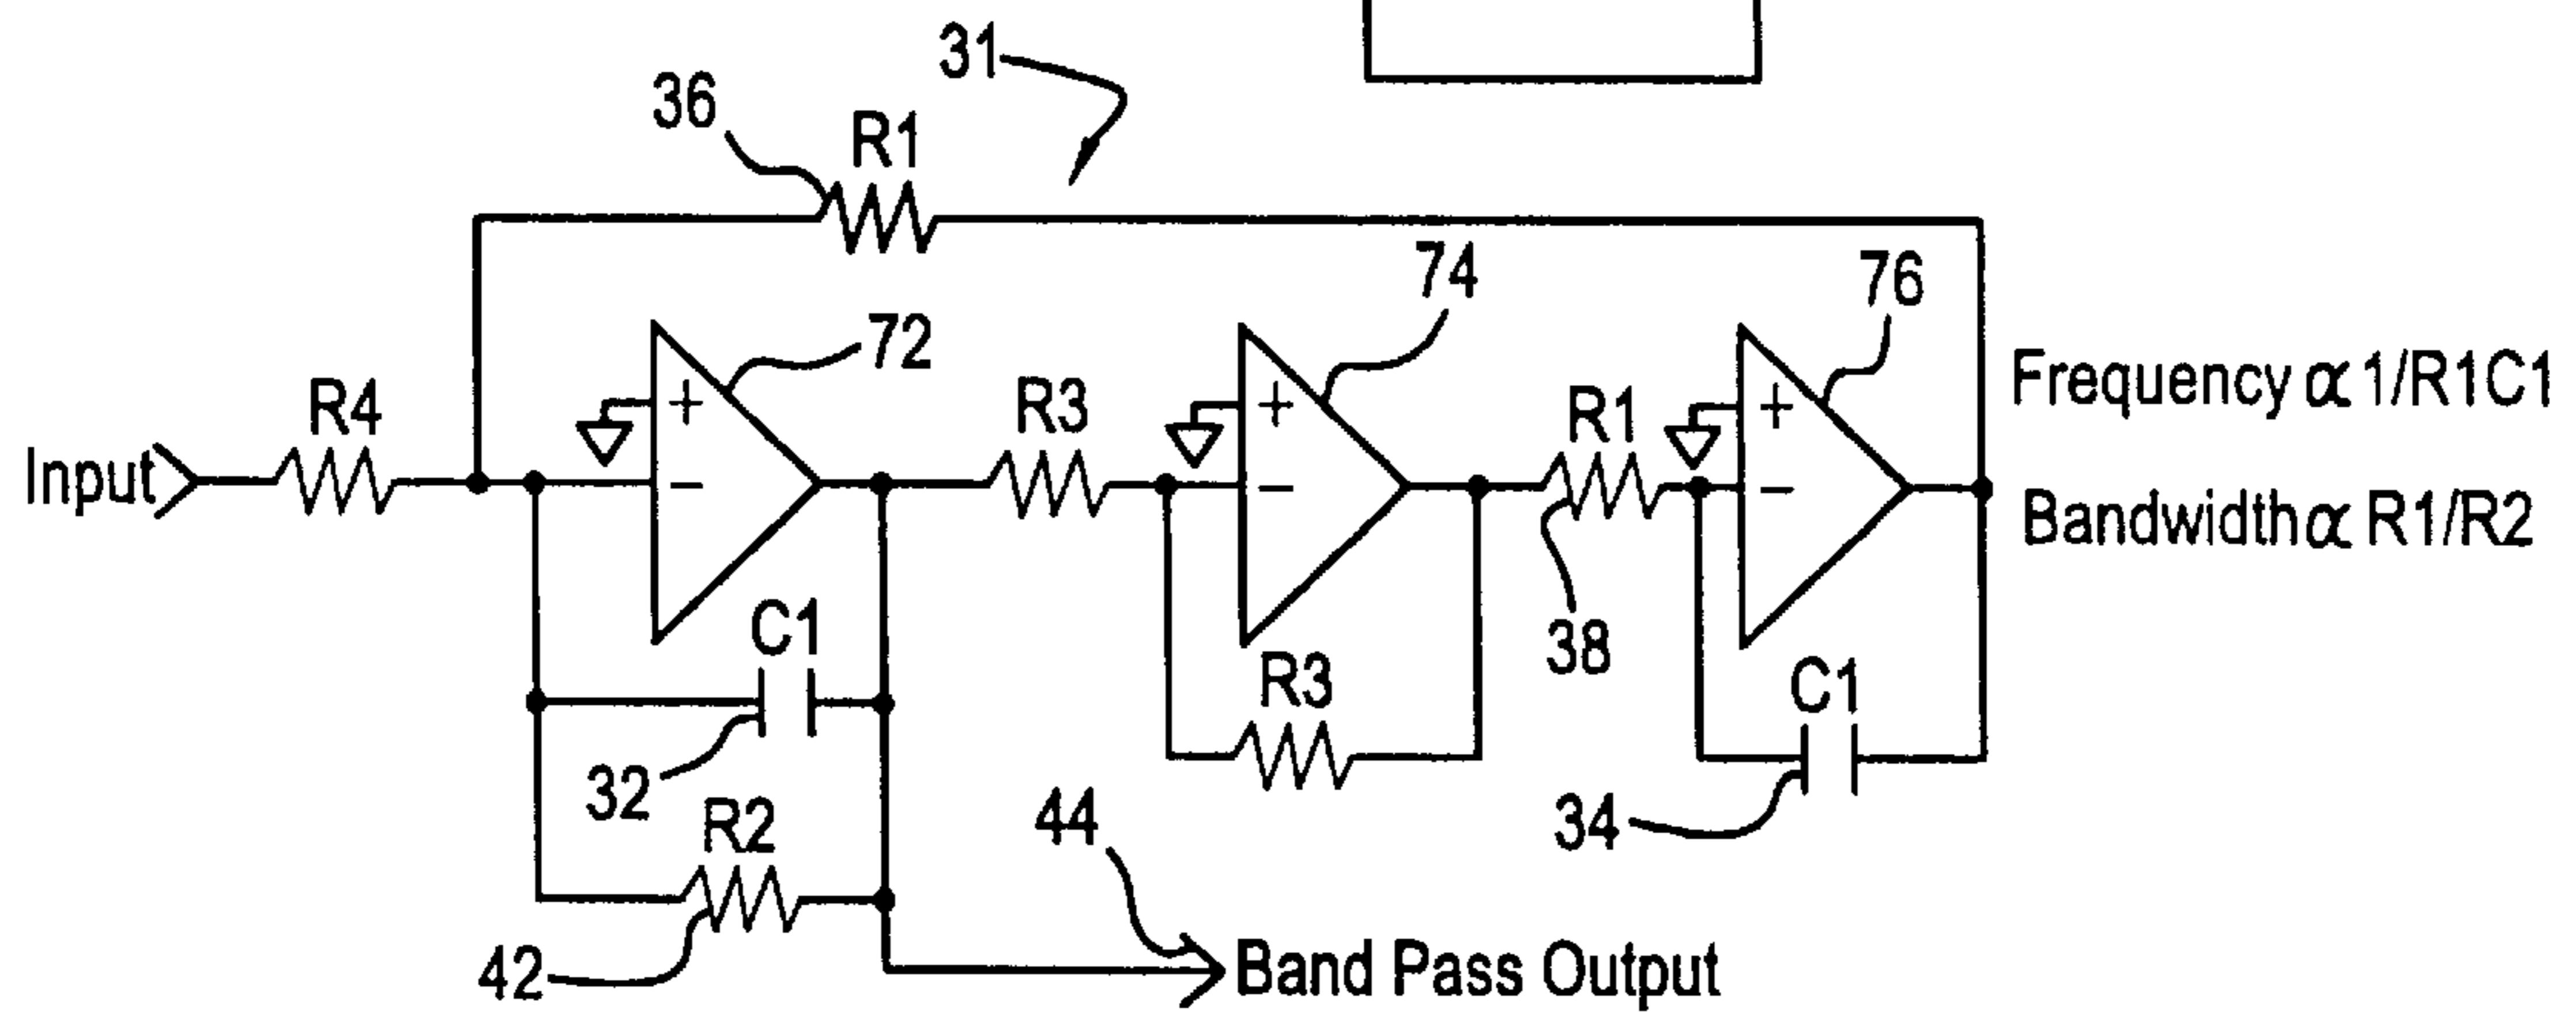 31
36
R1
74
76
72
Frequency ∝ 1/R1C1
R4
R3
R1
+
+
+
Input
-
-
-
Bandwidth ∝ R1/R2
C1
38
R3
C1
32
R2
44
34
42
Band Pass Output